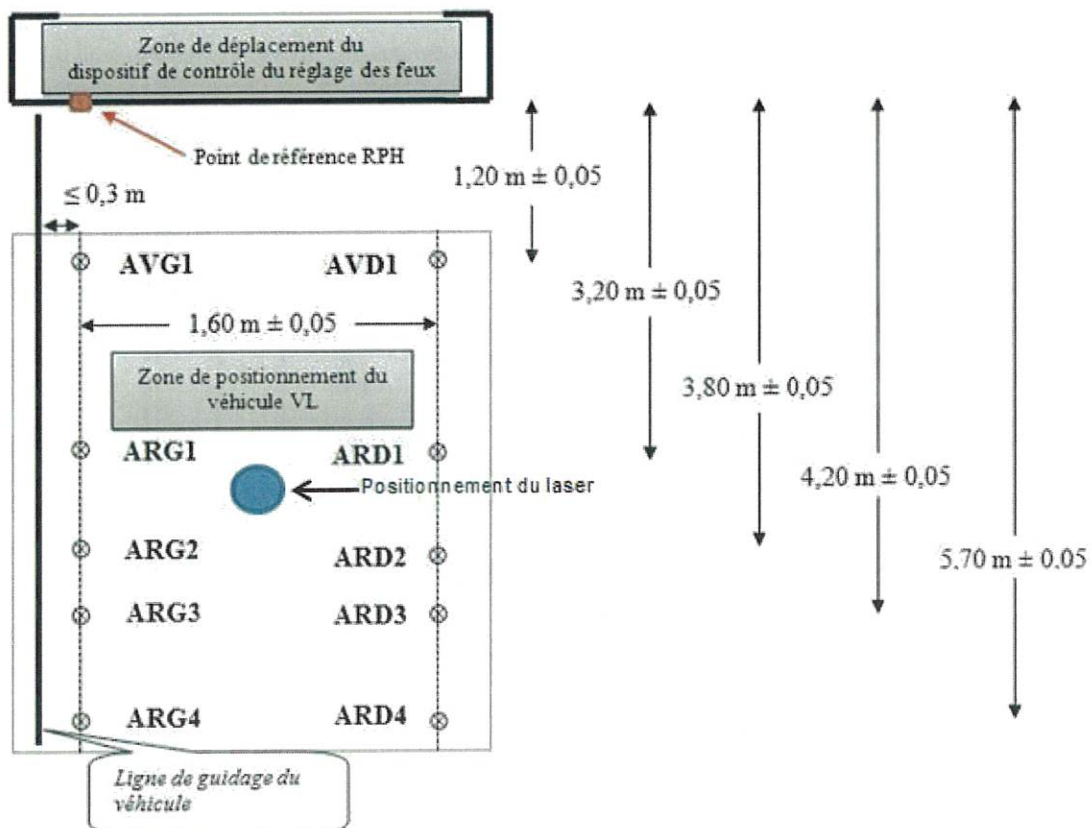 Zone de déplacement du
dispositif de contrôle du réglage des feux
Point de référence RPH
≤ 0,3 m
1,20 m ± 0,05
AVG1
AVD1
3,20 m ± 0,05
1,60 m ± 0,05
Zone de positionnement du
véhicule VL
3,80 m ± 0,05
ARG1
ARD1
Positionnement du laser
4,20 m ± 0,05
ARG2
ARD2
5,70 m ± 0,05
ARG3
ARD3
ARG4
ARD4
Ligne de guidage du
véhicule